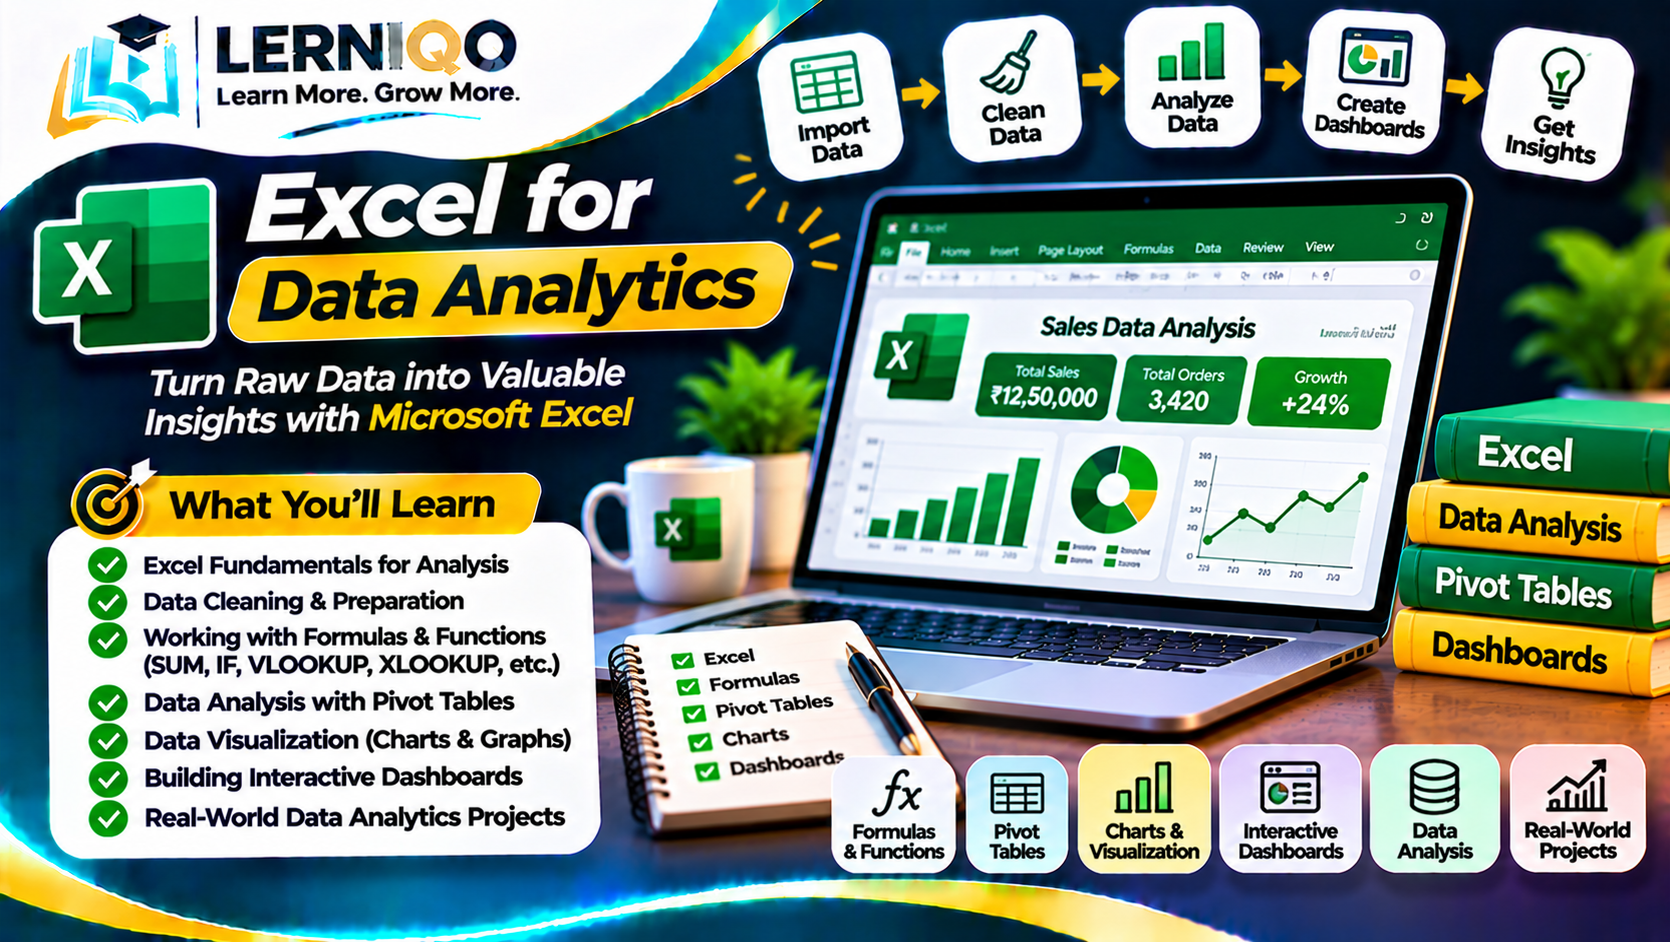 LERNIQO
Learn More. Grow More.
Import
Data
Clean
Data
Analyze
Data
Create
Dashboards
Get
Insights
X
Excel for
Data Analytics
Turn Raw Data into Valuable
Insights with Microsoft Excel
What You'll Learn
Excel Fundamentals for Analysis
Data Cleaning & Preparation
Working with Formulas & Functions
(SUM, IF, VLOOKUP, XLOOKUP, etc.)
Data Analysis with Pivot Tables
Data Visualization (Charts & Graphs)
Building Interactive Dashboards
Real-World Data Analytics Projects
File Home Insert Page Layout Formulas Data Review View
X
Sales Data Analysis
Total Sales
₹12,50,000
Total Orders
3,420
Growth
+24%
X
Excel
Formulas
Pivot Tables
Charts
Dashboards
Excel
Data Analysis
Pivot Tables
Dashboards
fx
Formulas
& Functions
Pivot
Tables
Charts &
Visualization
Interactive
Dashboards
Data
Analysis
Real-World
Projects